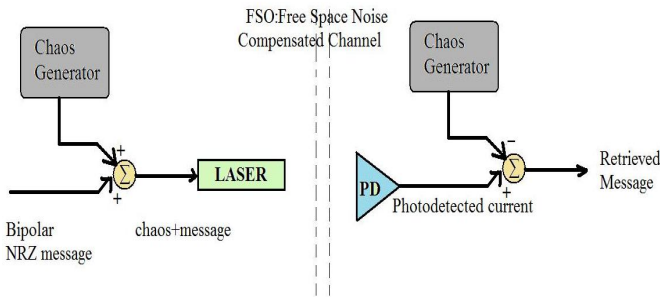 FSO:Free Space Noise
Compensated Channel
Chaos
Generator
+
Σ
+
LASER
Bipolar
NRZ message
chaos+message
Chaos
Generator
−
Σ
+
PD
Photodetected current
Retrieved
Message